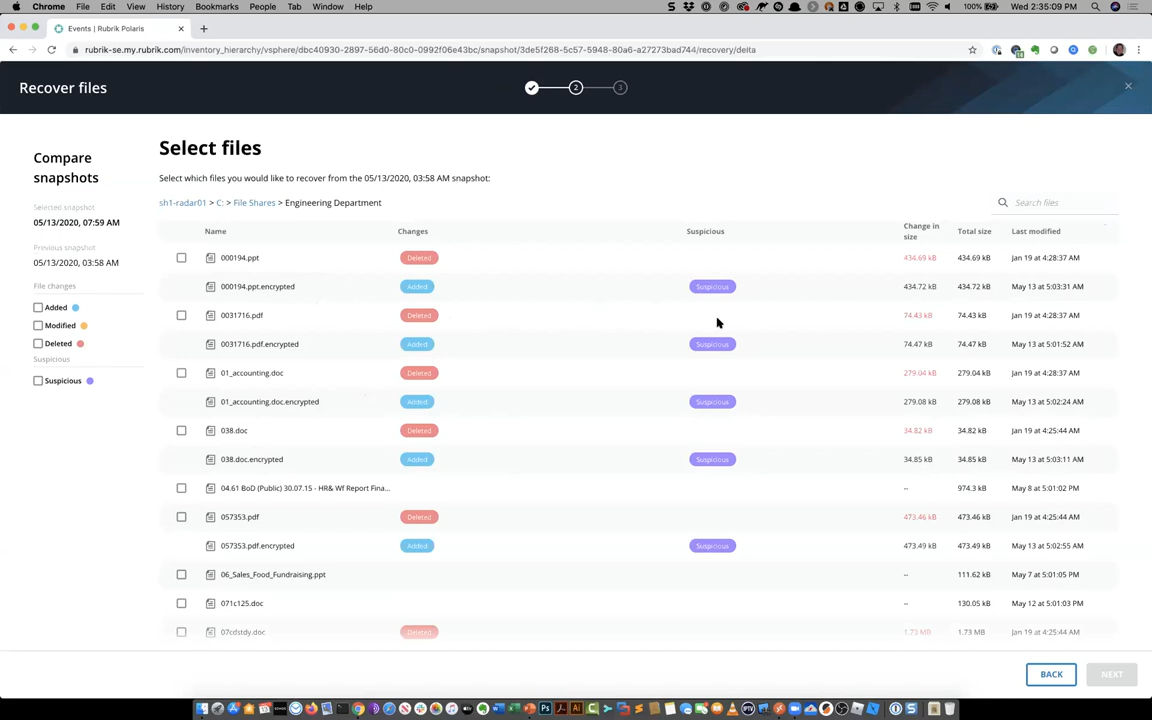 Chrome File Edit View History Bookmarks People Tab Window Help 100% Wed 2:35:09 PM
Events | Rubrik Polaris
rubrik-se.my.rubrik.com/inventory_hierarchy/vsphere/dbc40930-2897-56d0-80c0-0992f06e43bc/snapshot/3de5f268-5c57-5948-80a6-a27273bad744/recovery/delta
Recover files
2
3
Compare
snapshots
Selected snapshot
05/13/2020, 07:59 AM
Previous snapshot
05/13/2020, 03:58 AM
File changes
Added
Modified
Deleted
Suspicious
Suspicious
Select files
Select which files you would like to recover from the 05/13/2020, 03:58 AM snapshot:
sh1-radar01 > C: > File Shares > Engineering Department
Search files
Name Changes Suspicious Change in size Total size Last modified
000194.ppt Deleted 434.69 kB 434.69 kB Jan 19 at 4:28:37 AM
000194.ppt.encrypted Added Suspicious 434.72 kB 434.72 kB May 13 at 5:03:31 AM
0031716.pdf Deleted 74.43 kB 74.43 kB Jan 19 at 4:28:37 AM
0031716.pdf.encrypted Added Suspicious 74.47 kB 74.47 kB May 13 at 5:01:52 AM
01_accounting.doc Deleted 279.04 kB 279.04 kB Jan 19 at 4:28:37 AM
01_accounting.doc.encrypted Added Suspicious 279.08 kB 279.08 kB May 13 at 5:02:24 AM
038.doc Deleted 34.82 kB 34.82 kB Jan 19 at 4:25:44 AM
038.doc.encrypted Added Suspicious 34.85 kB 34.85 kB May 13 at 5:03:11 AM
04.61 BoD (Public) 30.07.15 - HR& Wf Report Fina... -- 974.3 kB May 8 at 5:01:02 PM
057353.pdf Deleted 473.46 kB 473.46 kB Jan 19 at 4:25:44 AM
057353.pdf.encrypted Added Suspicious 473.49 kB 473.49 kB May 13 at 5:02:55 AM
06_Sales_Food_Fundraising.ppt -- 111.62 kB May 7 at 5:01:05 PM
071c125.doc -- 130.05 kB May 12 at 5:01:03 PM
07cdstdy.doc Deleted 1.73 MB 1.73 MB Jan 19 at 4:25:44 AM
BACK
NEXT